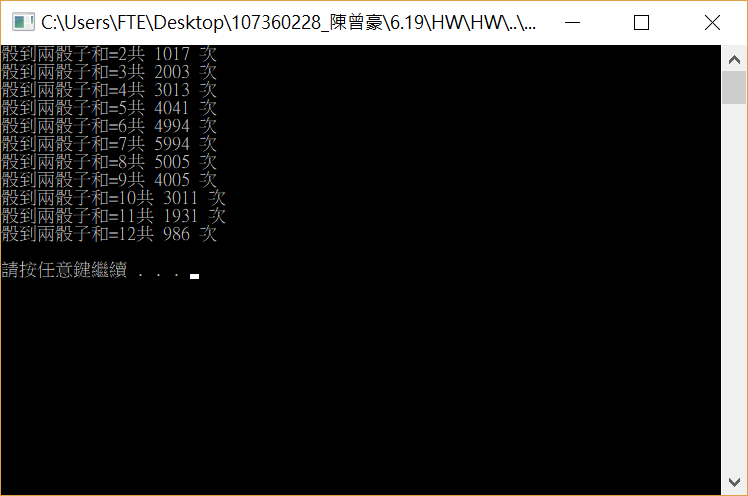 C:\Users\FTE\Desktop\107360228_陳曾豪\6.19\HW\HW\..\...
骰到兩骰子和=2共 1017 次
骰到兩骰子和=3共 2003 次
骰到兩骰子和=4共 3013 次
骰到兩骰子和=5共 4041 次
骰到兩骰子和=6共 4994 次
骰到兩骰子和=7共 5994 次
骰到兩骰子和=8共 5005 次
骰到兩骰子和=9共 4005 次
骰到兩骰子和=10共 3011 次
骰到兩骰子和=11共 1931 次
骰到兩骰子和=12共 986 次
請按任意鍵繼續 . . .